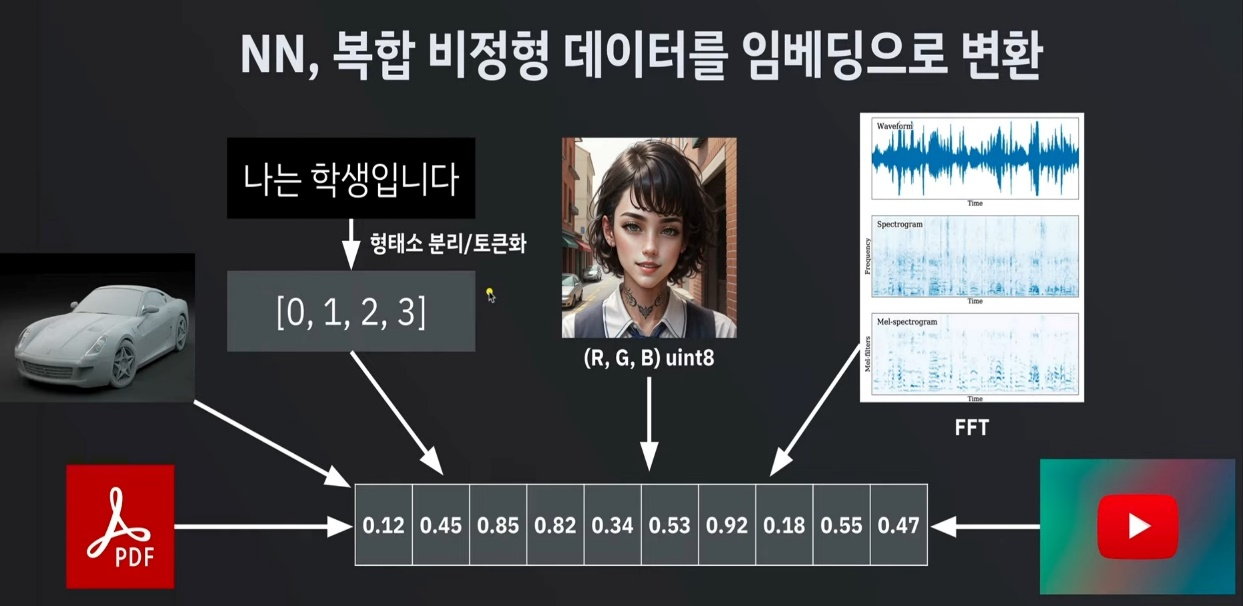 NN, 복합 비정형 데이터를 임베딩으로 변환
나는 학생입니다
형태소 분리/토큰화
[0, 1, 2, 3]
(R, G, B) uint8
Waveform
Time
Spectrogram
Frequency
Time
Mel-spectrogram
Mel-filters
Time
FFT
PDF
0.12 0.45 0.85 0.82 0.34 0.53 0.92 0.18 0.55 0.47